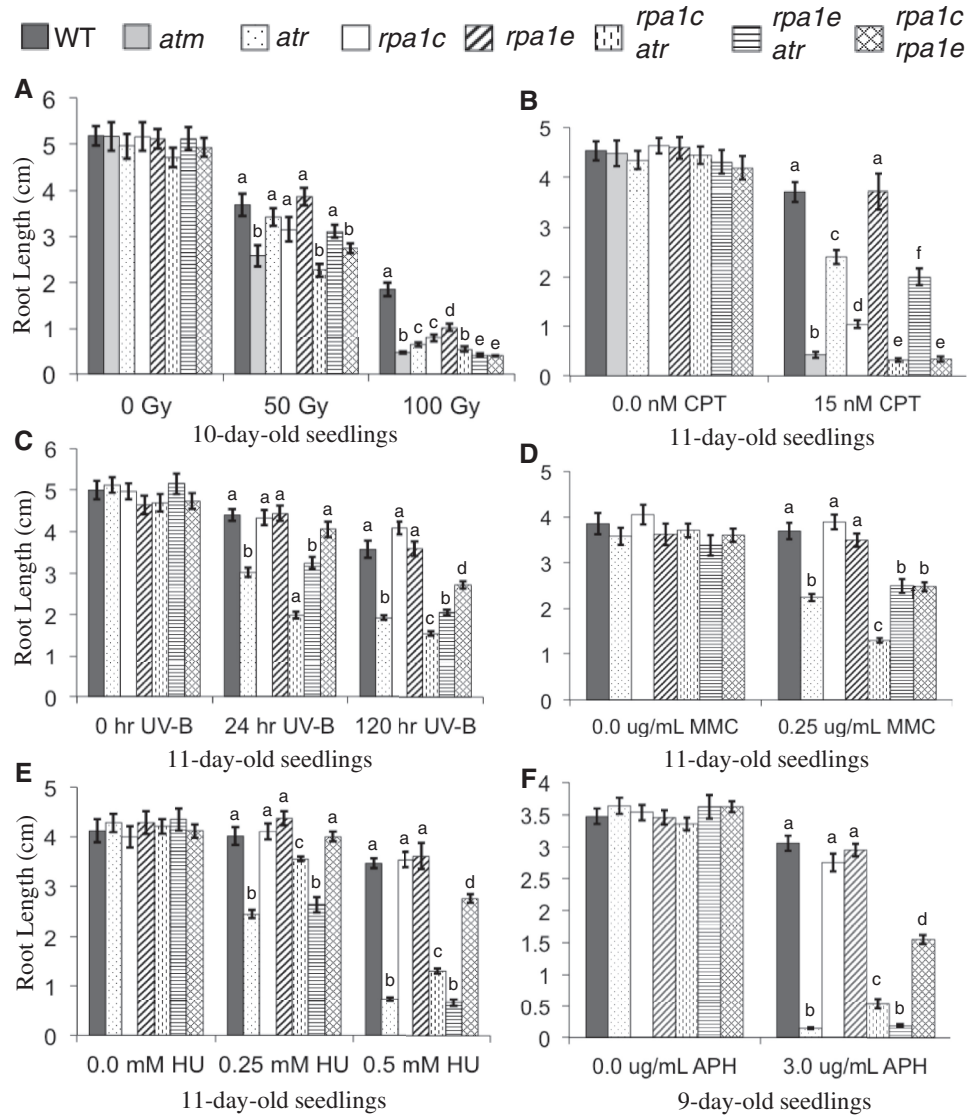 WT atm atr rpa1c rpa1e rpa1c atr rpa1e atr rpa1c rpa1e
A
6
5
4
3
2
1
0
Root Length (cm)
a b a a a b a b
a b c c d b e e
0 Gy 50 Gy 100 Gy
10-day-old seedlings
B
5
4
3
2
1
0
a b c d a e f e
0.0 nM CPT 15 nM CPT
11-day-old seedlings
C
6
5
4
3
2
1
0
Root Length (cm)
a b a a a b a
a b a a c b d
0 hr UV-B 24 hr UV-B 120 hr UV-B
11-day-old seedlings
D
5
4
3
2
1
0
a b a a c b b
0.0 ug/mL MMC 0.25 ug/mL MMC
11-day-old seedlings
E
5
4
3
2
1
0
Root Length (cm)
a b a a c b a
a b a a c b d
0.0 mM HU 0.25 mM HU 0.5 mM HU
11-day-old seedlings
F
4
3.5
3
2.5
2
1.5
1
0.5
0
a b a a c b d
0.0 ug/mL APH 3.0 ug/mL APH
9-day-old seedlings